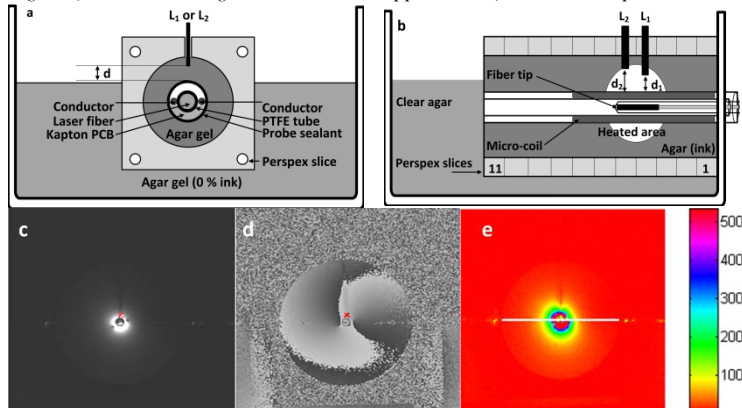 L₁ or L₂
a
d
Conductor
Laser fiber
Kapton PCB
Conductor
PTFE tube
Probe sealant
Agar gel
Perspex slice
Agar gel (0 % ink)
b
L₂ L₁
Fiber tip
d₂ d₁
Clear agar
Heated area
Micro-coil
Agar (ink)
Perspex slices
11
1
c
d
e
500
400
300
200
100